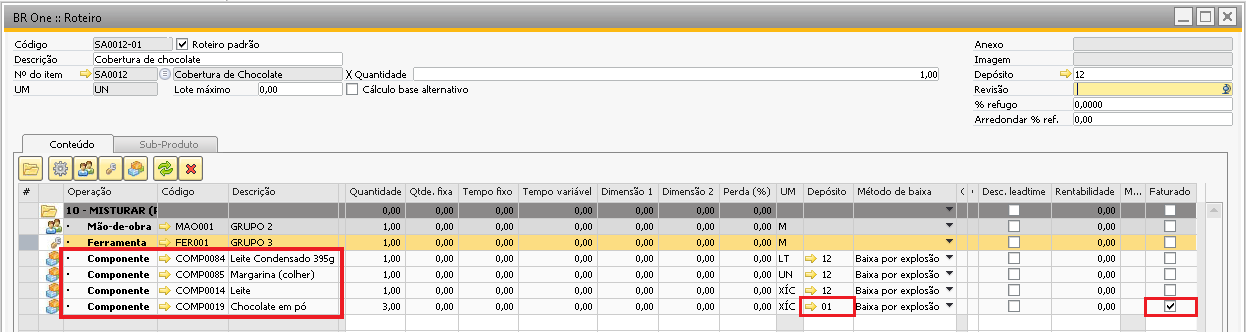 BR One :: Roteiro
Código SA0012-01 Roteiro padrão Anexo
Descrição Cobertura de chocolate Imagem
Nº do item SA0012 Cobertura de Chocolate X Quantidade 1,00 Depósito 12
UM UN Lote máximo 0,00 Cálculo base alternativo Revisão
% refugo 0,0000
Arredondar % ref. 0,00
Conteúdo Sub-Produto
# Operação Código Descrição Quantidade Qtde. fixa Tempo fixo Tempo variável Dimensão 1 Dimensão 2 Perda (%) UM Depósito Método de baixa Desc. leadtime Rentabilidade M... Faturado
10 - MISTURAR 0,00 0,00 0,00 0,00 0,00 0,00 0,00 0,00
Mão-de-obra MAO001 GRUPO 2 1,00 0,00 0,00 0,00 0,00 0,00 0,00 M 0,00
Ferramenta FER001 GRUPO 3 1,00 0,00 0,00 0,00 0,00 0,00 0,00 M 0,00
Componente COMP0084 Leite Condensado 395g 1,00 0,00 0,00 0,00 0,00 0,00 0,00 LT 12 Baixa por explosão 0,00
Componente COMP0085 Margarina (colher) 1,00 0,00 0,00 0,00 0,00 0,00 0,00 UN 12 Baixa por explosão 0,00
Componente COMP0014 Leite 1,00 0,00 0,00 0,00 0,00 0,00 0,00 XÍC 12 Baixa por explosão 0,00
Componente COMP0019 Chocolate em pó 3,00 0,00 0,00 0,00 0,00 0,00 0,00 XÍC 01 Baixa por explosão 0,00